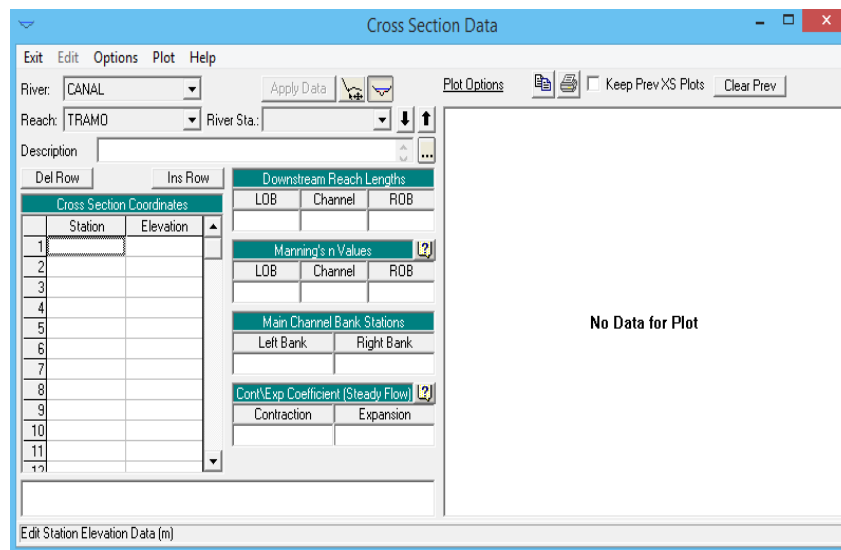 Cross Section Data
X
Exit Edit Options Plot Help
River: CANAL Apply Data Plot Options Keep Prev XS Plots Clear Prev
Reach: TRAMO River Sta.:
Description ...
Del Row Ins Row Downstream Reach Lengths
Cross Section Coordinates LOB Channel ROB
Station Elevation
1
Manning's n Values ?
2 LOB Channel ROB
3
4
5 Main Channel Bank Stations No Data for Plot
6 Left Bank Right Bank
7
8 Cont\Exp Coefficient (Steady Flow) ?
9 Contraction Expansion
10
11
12
Edit Station Elevation Data (m)